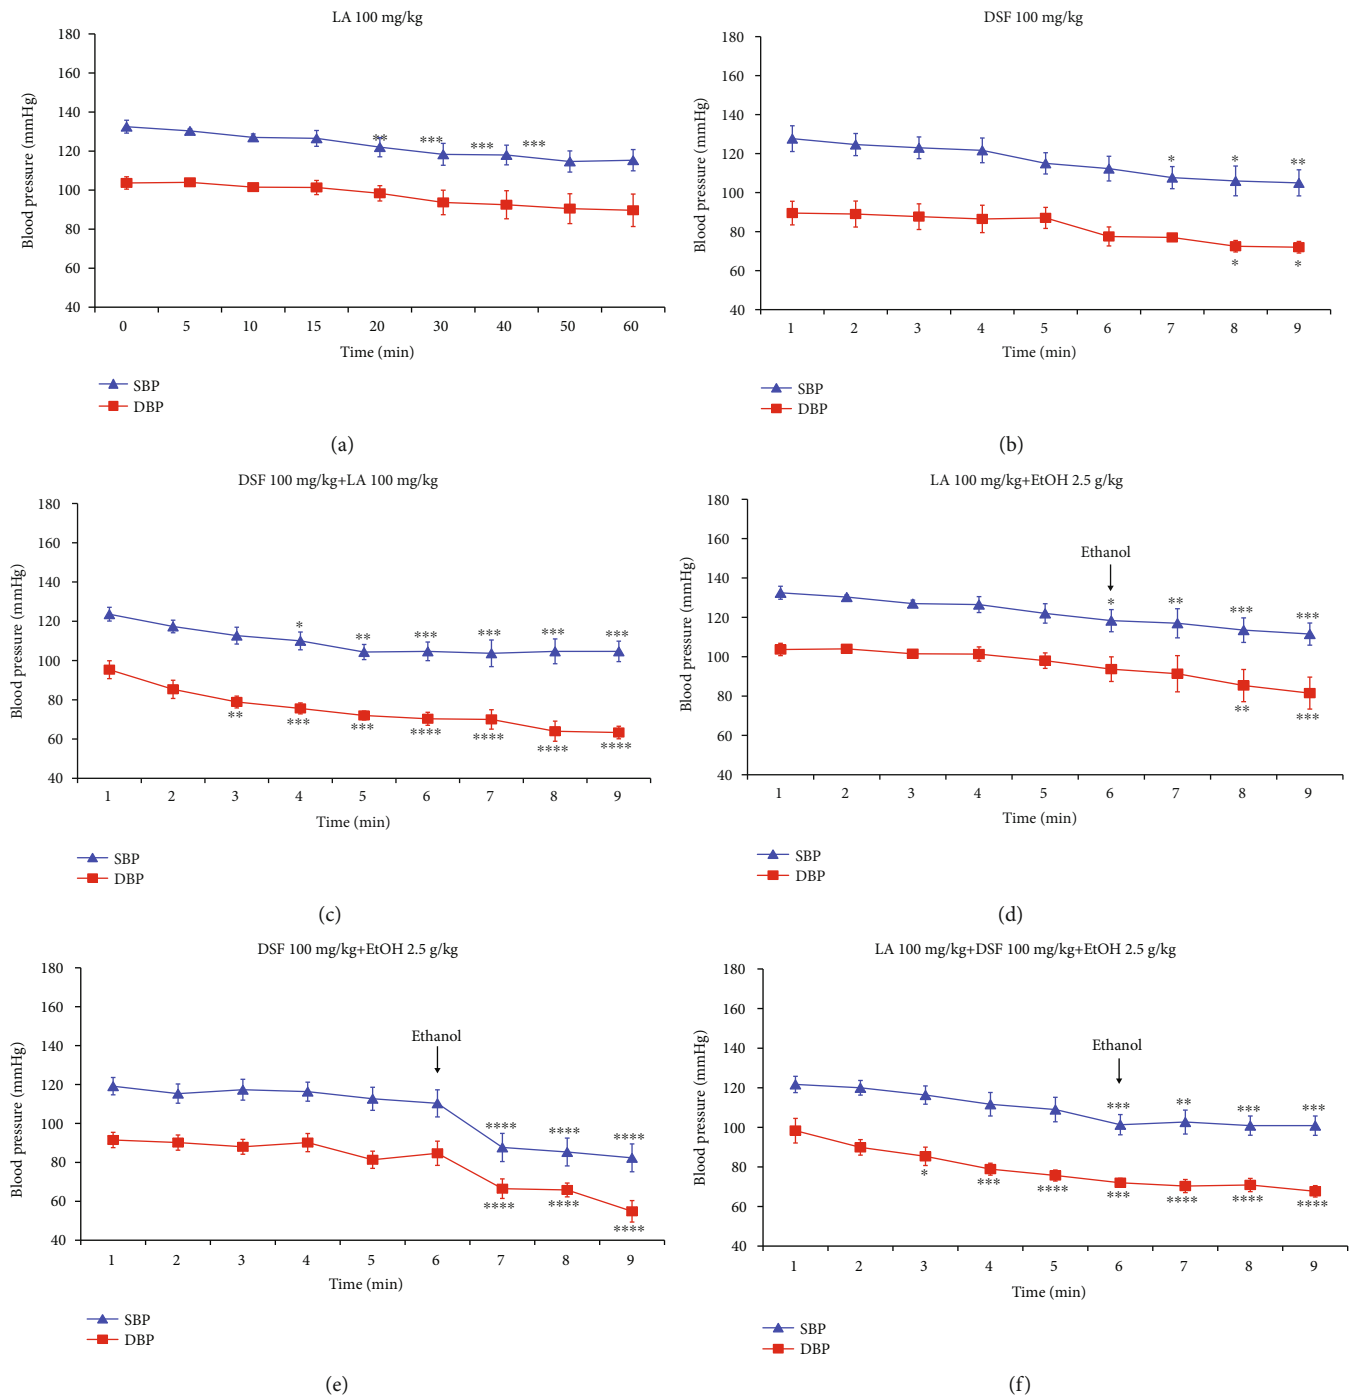 LA 100 mg/kg
180
160
140
120
100
80
60
40
Blood pressure (mmHg)
** *** *** ***
0 5 10 15 20 30 40 50 60
Time (min)
SBP
DBP
(a)
DSF 100 mg/kg
180
160
140
120
100
80
60
40
Blood pressure (mmHg)
* * **
* *
1 2 3 4 5 6 7 8 9
Time (min)
SBP
DBP
(b)
DSF 100 mg/kg+LA 100 mg/kg
180
160
140
120
100
80
60
40
Blood pressure (mmHg)
* ** *** *** *** ***
** *** *** **** **** **** ****
1 2 3 4 5 6 7 8 9
Time (min)
SBP
DBP
(c)
LA 100 mg/kg+EtOH 2.5 g/kg
180
160
140
120
100
80
60
40
Blood pressure (mmHg)
Ethanol
* ** *** ***
** ***
1 2 3 4 5 6 7 8 9
Time (min)
SBP
DBP
(d)
DSF 100 mg/kg+EtOH 2.5 g/kg
180
160
140
120
100
80
60
40
Blood pressure (mmHg)
Ethanol
**** **** ****
**** **** ****
1 2 3 4 5 6 7 8 9
Time (min)
SBP
DBP
(e)
LA 100 mg/kg+DSF 100 mg/kg+EtOH 2.5 g/kg
180
160
140
120
100
80
60
40
Blood pressure (mmHg)
Ethanol
*** ** *** ***
* *** **** *** **** **** ****
1 2 3 4 5 6 7 8 9
Time (min)
SBP
DBP
(f)